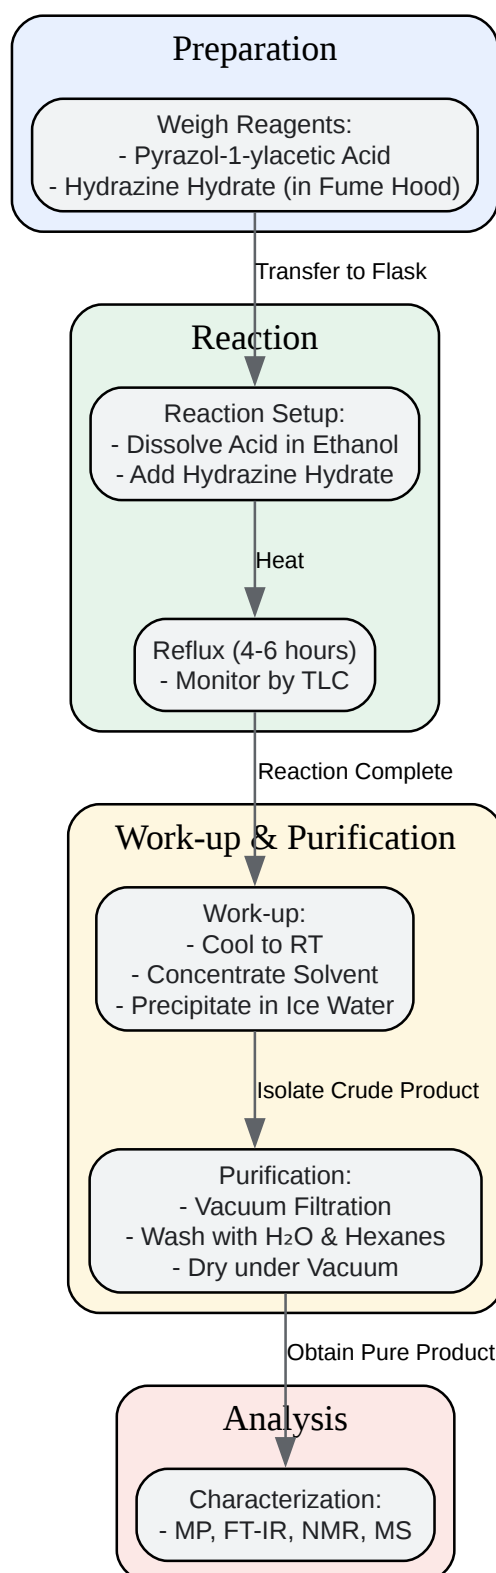 Preparation
Weigh Reagents:
- Pyrazol-1-ylacetic Acid
- Hydrazine Hydrate (in Fume Hood)
Transfer to Flask
Reaction
Reaction Setup:
- Dissolve Acid in Ethanol
- Add Hydrazine Hydrate
Heat
Reflux (4-6 hours)
- Monitor by TLC
Reaction Complete
Work-up & Purification
Work-up:
- Cool to RT
- Concentrate Solvent
- Precipitate in Ice Water
Isolate Crude Product
Purification:
- Vacuum Filtration
- Wash with H₂O & Hexanes
- Dry under Vacuum
Obtain Pure Product
Analysis
Characterization:
- MP, FT-IR, NMR, MS